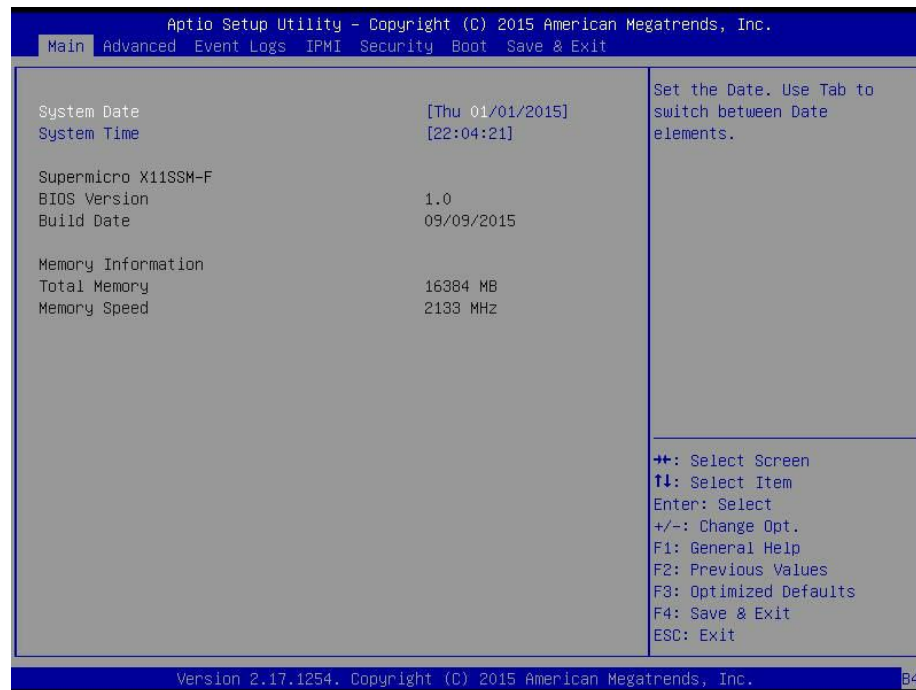 Aptio Setup Utility – Copyright (C) 2015 American Megatrends, Inc.
Main Advanced Event Logs IPMI Security Boot Save & Exit
System Date [Thu 01/01/2015]
System Time [22:04:21]
Supermicro X11SSM-F
BIOS Version 1.0
Build Date 09/09/2015
Memory Information
Total Memory 16384 MB
Memory Speed 2133 MHz
Set the Date. Use Tab to
switch between Date
elements.
→←: Select Screen
↑↓: Select Item
Enter: Select
+/-: Change Opt.
F1: General Help
F2: Previous Values
F3: Optimized Defaults
F4: Save & Exit
ESC: Exit
Version 2.17.1254. Copyright (C) 2015 American Megatrends, Inc.
B4